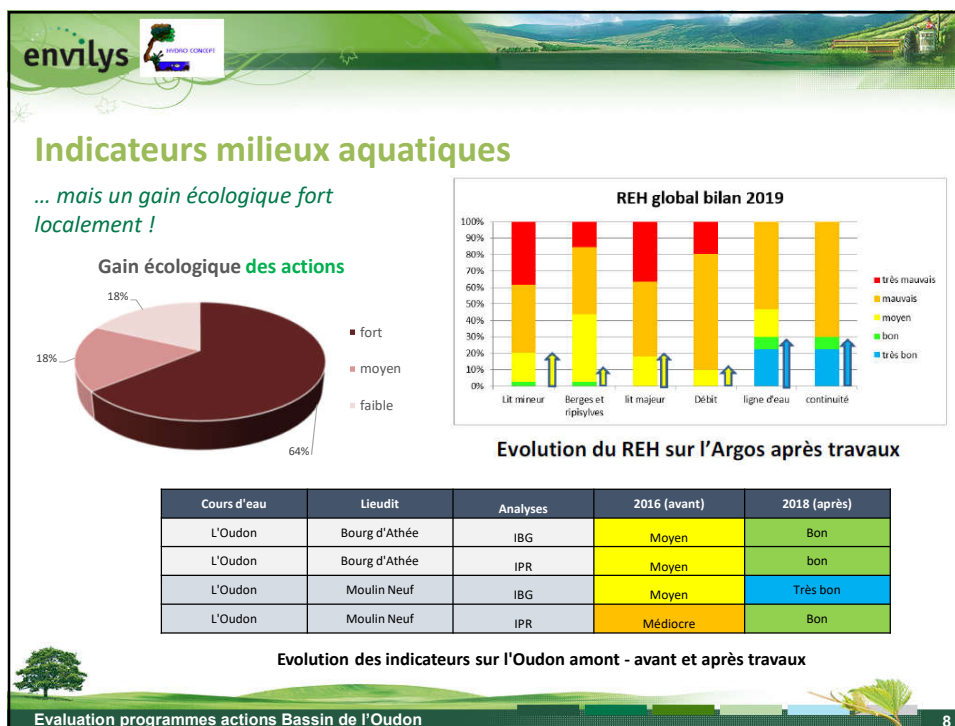 envilys
HYDRO CONCEPT
Indicateurs milieux aquatiques
… mais un gain écologique fort
localement !
Gain écologique des actions
18%
18%
64%
fort
moyen
faible
REH global bilan 2019
100%
90%
80%
70%
60%
50%
40%
30%
20%
10%
0%
Lit mineur
Berges et
ripisylves
lit majeur
Débit
ligne d'eau
continuité
très mauvais
mauvais
moyen
bon
très bon
Evolution du REH sur l'Argos après travaux
Cours d'eau Lieudit Analyses 2016 (avant) 2018 (après)
L'Oudon Bourg d'Athée IBG Moyen Bon
L'Oudon Bourg d'Athée IPR Moyen bon
L'Oudon Moulin Neuf IBG Moyen Très bon
L'Oudon Moulin Neuf IPR Médiocre Bon
Evolution des indicateurs sur l'Oudon amont - avant et après travaux
Evaluation programmes actions Bassin de l'Oudon
8